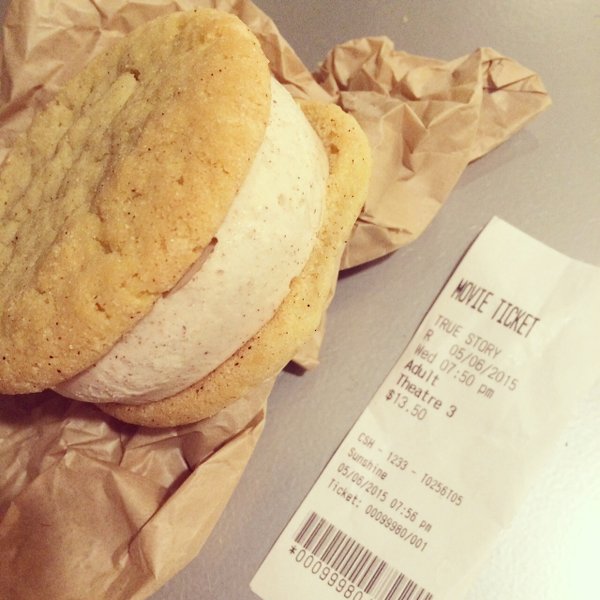 MOVIE TICKET
TRUE STORY
R 05/06/2015
Wed 07:50 pm
Adult
Theatre 3
$13.50
CSH - 1233 - T0256T05
Sunshine
05/06/2015 07:56 pm
Ticket: 00099980/001
*00099980